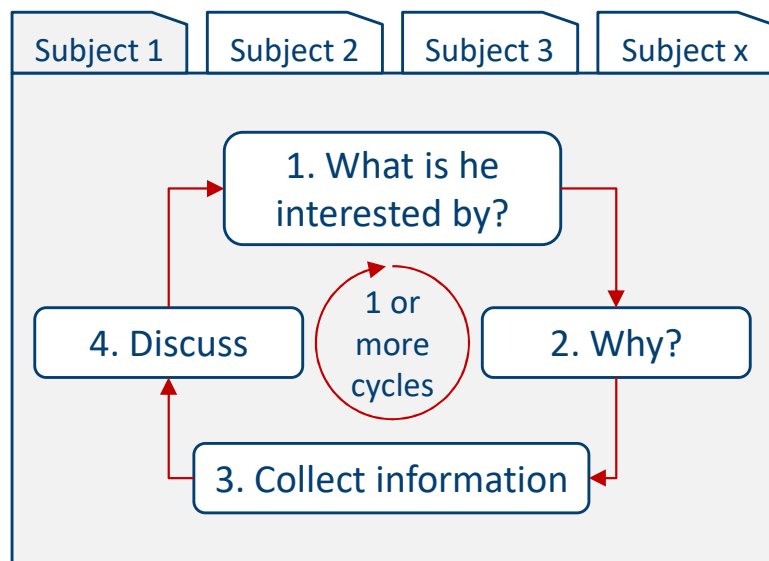 Subject 1
Subject 2
Subject 3
Subject x
1. What is he
interested by?
1 or
more
cycles
4. Discuss
2. Why?
3. Collect information